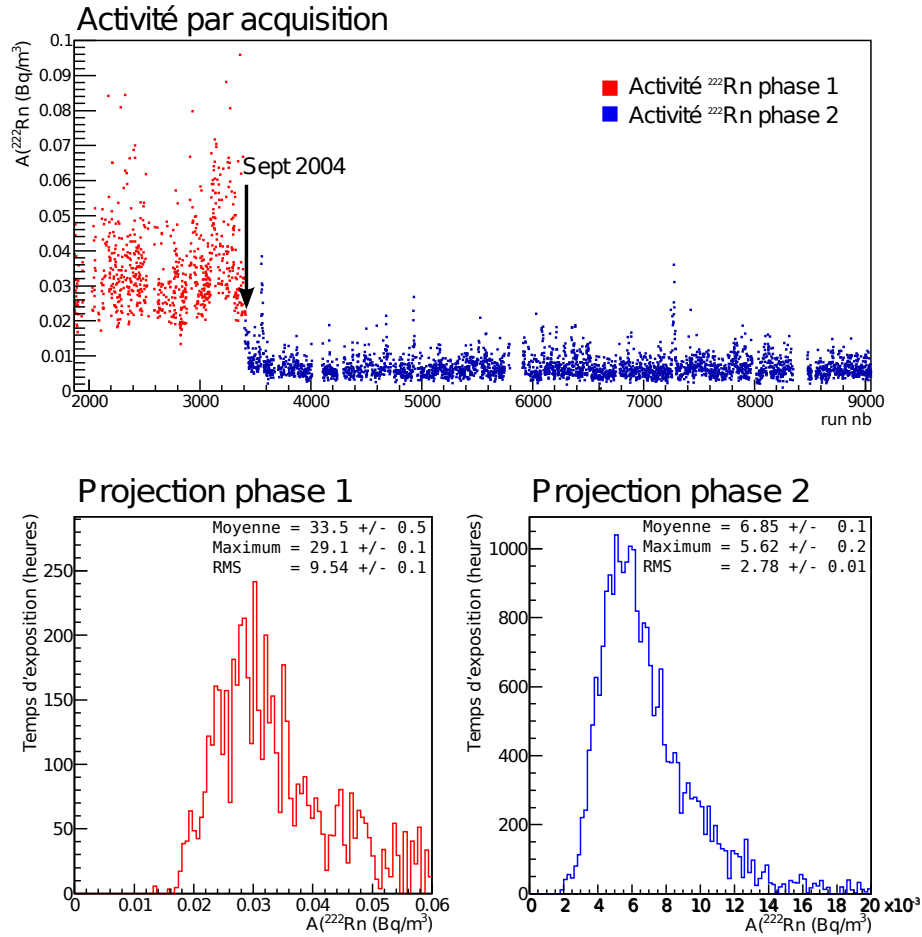 Activité par acquisition
A(²²²Rn (Bq/m³)
0.1
0.09
0.08
0.07
0.06
0.05
0.04
0.03
0.02
0.01
0
Activité ²²²Rn phase 1
Activité ²²²Rn phase 2
Sept 2004
2000 3000 4000 5000 6000 7000 8000 9000
run nb
Projection phase 1
Temps d'exposition (heures)
Moyenne = 33.5 +/- 0.5
Maximum = 29.1 +/- 0.1
RMS = 9.54 +/- 0.1
250
200
150
100
50
0
0 0.01 0.02 0.03 0.04 0.05 0.06
A(²²²Rn (Bq/m³)
Projection phase 2
Temps d'exposition (heures)
Moyenne = 6.85 +/- 0.1
Maximum = 5.62 +/- 0.2
RMS = 2.78 +/- 0.01
1000
800
600
400
200
0
0 2 4 6 8 10 12 14 16 18 20 x10⁻³
A(²²²Rn (Bq/m³)